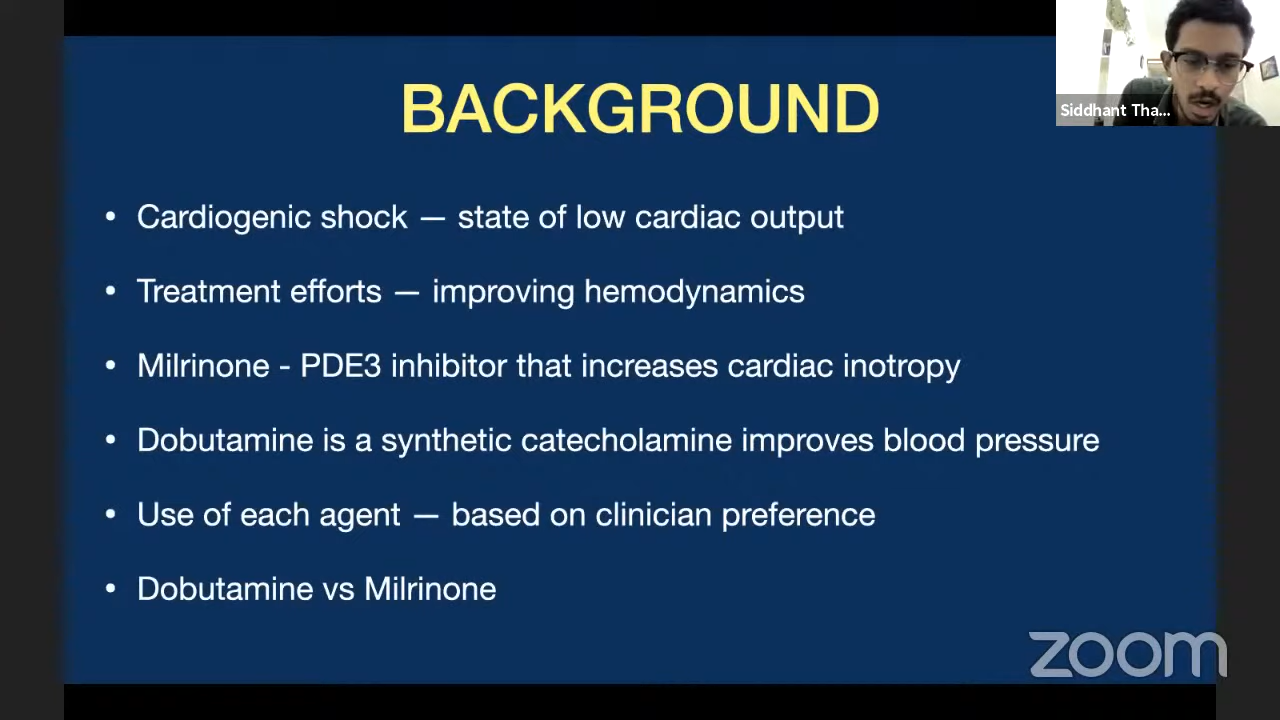 BACKGROUND
Siddhant Tha...
• Cardiogenic shock — state of low cardiac output
• Treatment efforts — improving hemodynamics
• Milrinone - PDE3 inhibitor that increases cardiac inotropy
• Dobutamine is a synthetic catecholamine improves blood pressure
• Use of each agent — based on clinician preference
• Dobutamine vs Milrinone
zoom